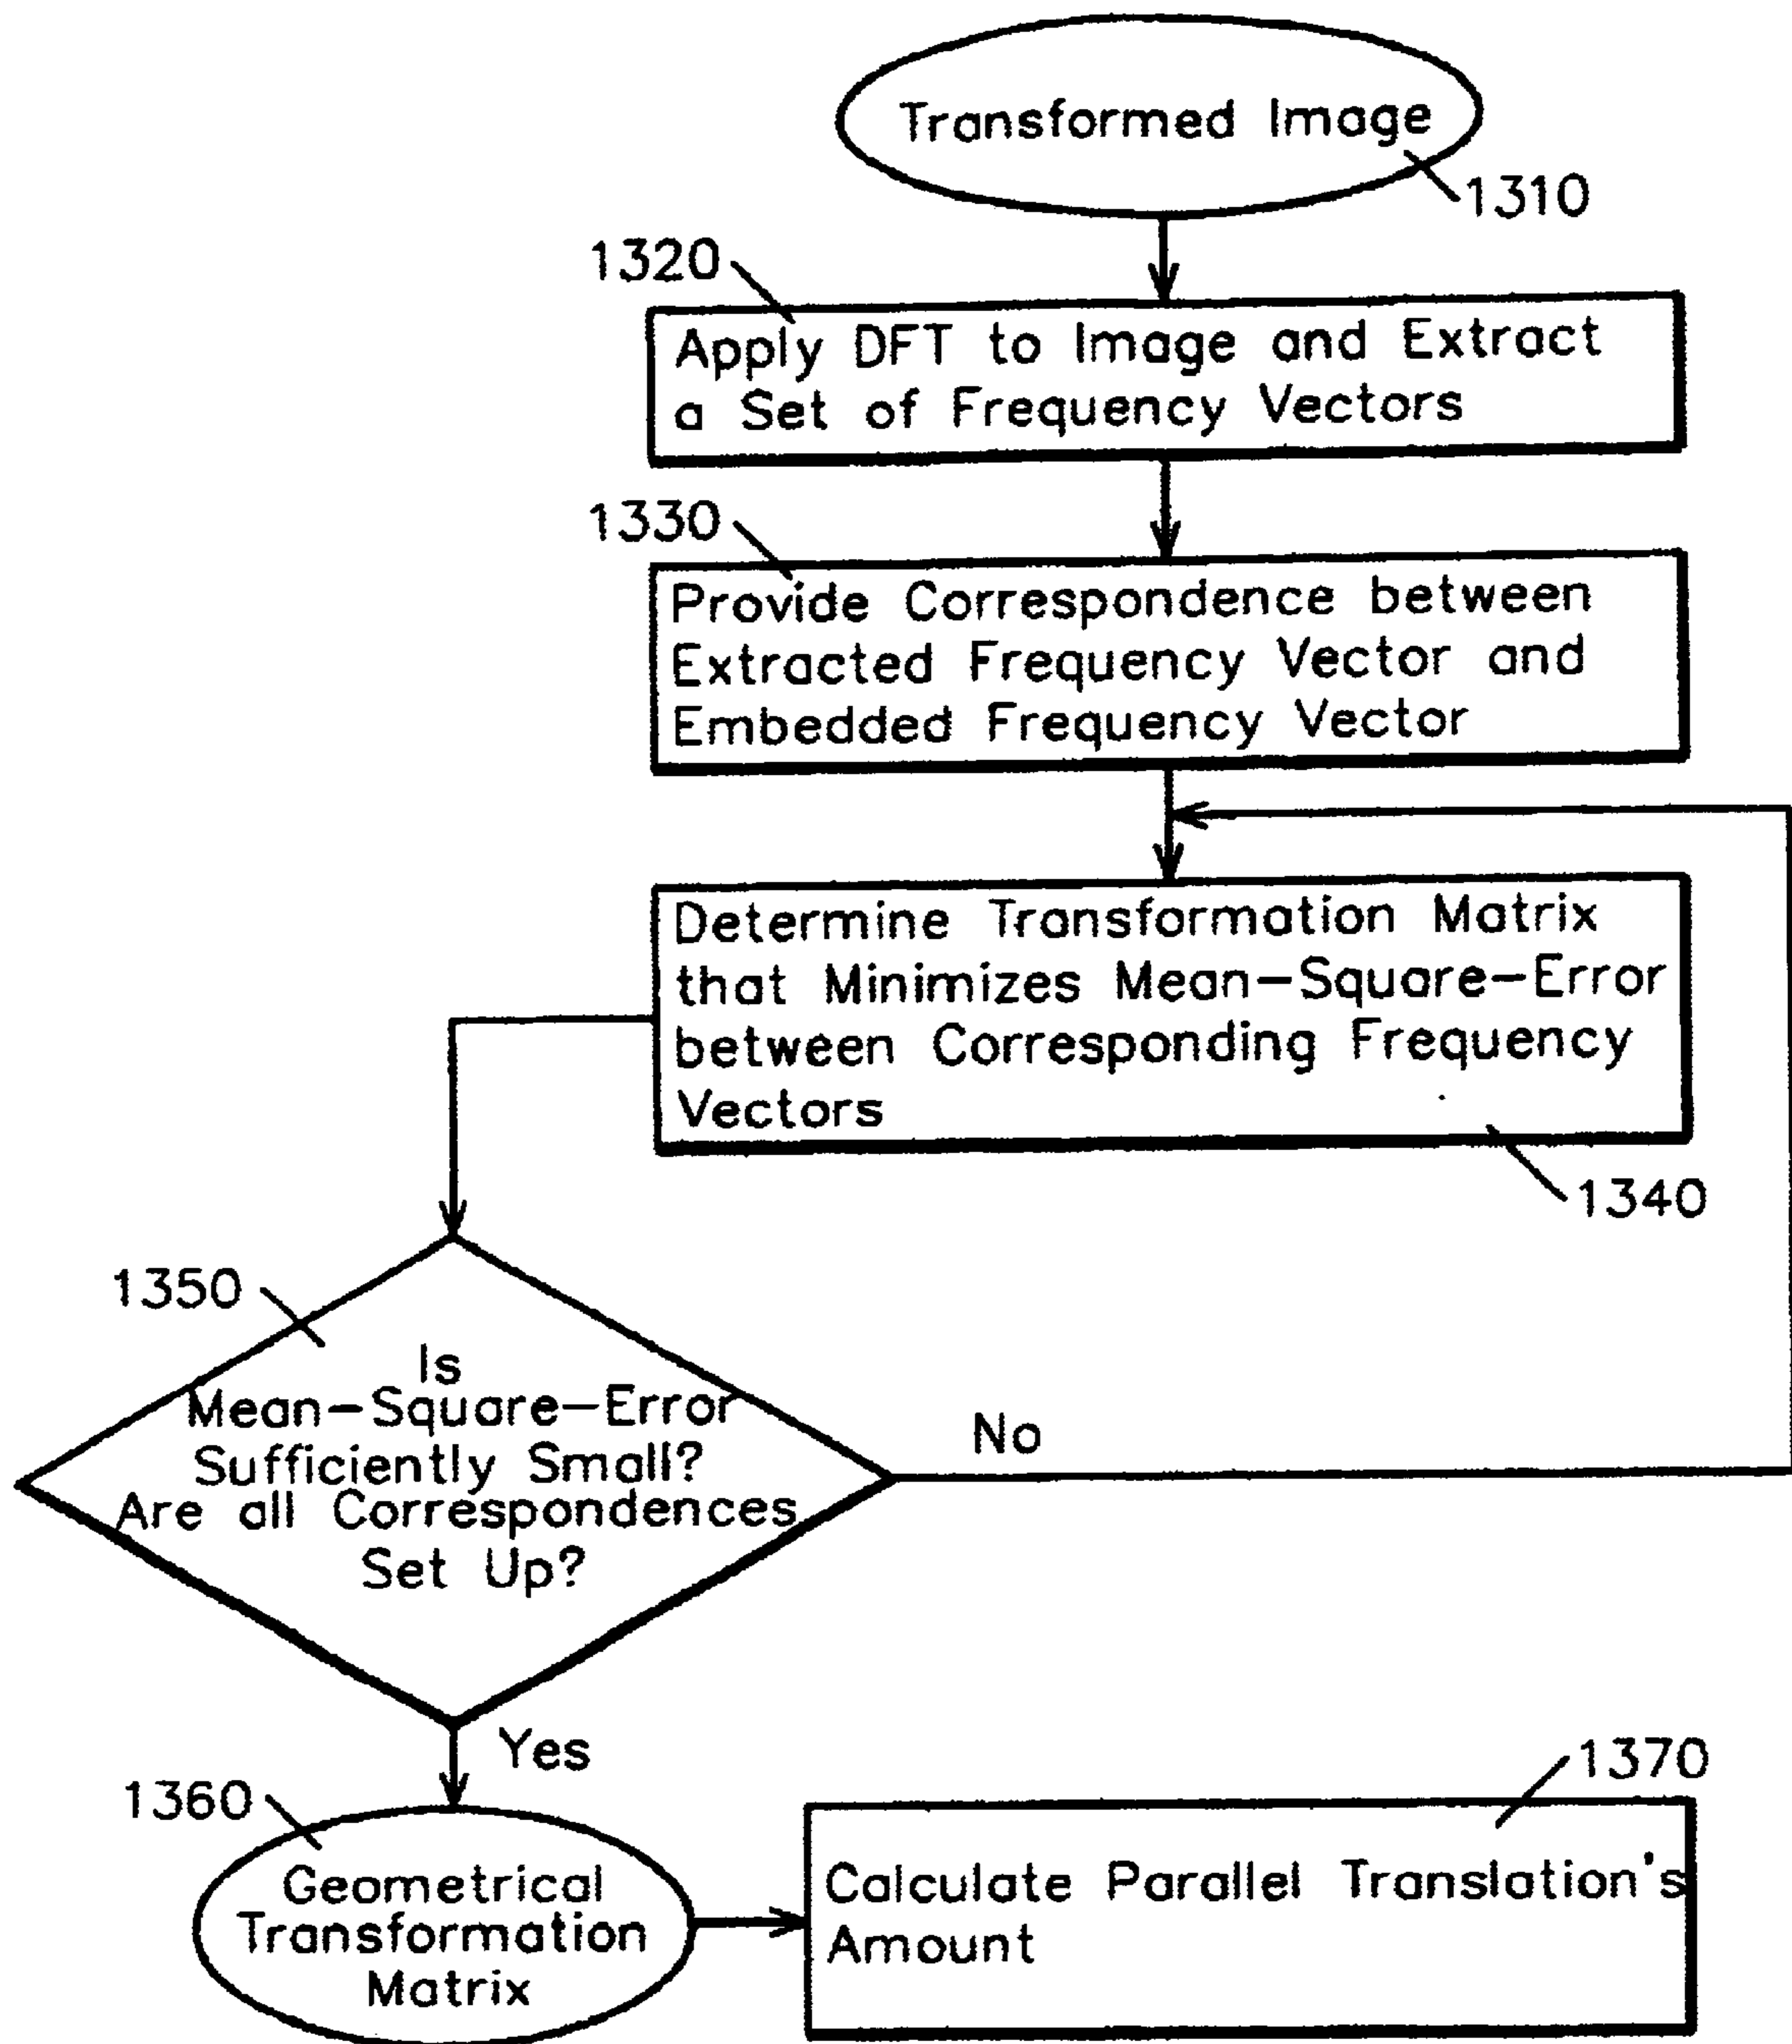 Transformed Image
1310
1320
Apply DFT to Image and Extract
a Set of Frequency Vectors
1330
Provide Correspondence between
Extracted Frequency Vector and
Embedded Frequency Vector
Determine Transformation Matrix
that Minimizes Mean-Square-Error
between Corresponding Frequency
Vectors
1340
1350
Is
Mean-Square-Error
Sufficiently Small?
Are all Correspondences
Set Up?
No
Yes
1360
Geometrical
Transformation
Matrix
1370
Calculate Parallel Translation's
Amount